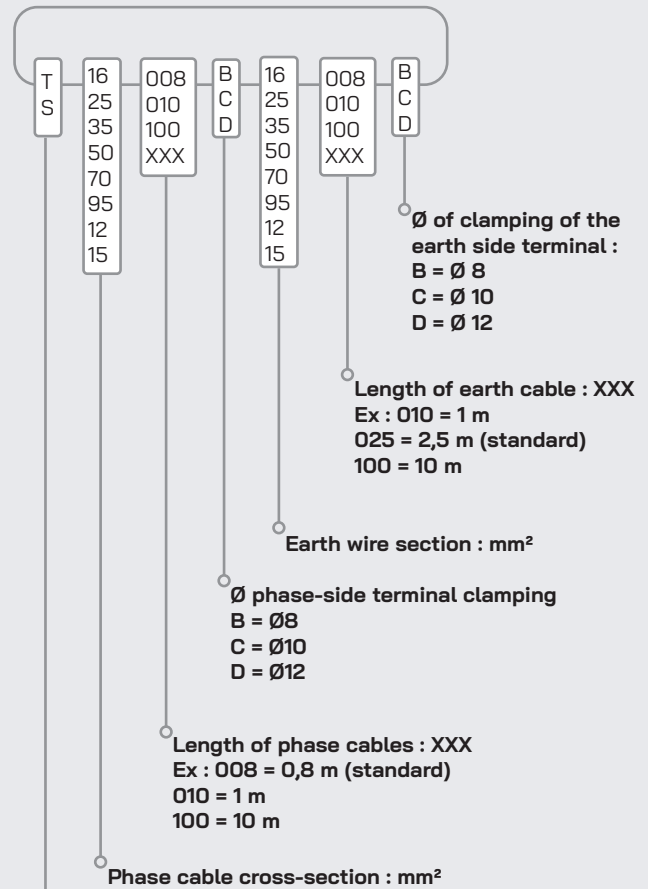 T
S
16
25
35
50
70
95
12
15
008
010
100
XXX
B
C
D
16
25
35
50
70
95
12
15
008
010
100
XXX
B
C
D
Ø of clamping of the
earth side terminal :
B = Ø 8
C = Ø 10
D = Ø 12
Length of earth cable : XXX
Ex : 010 = 1 m
025 = 2,5 m (standard)
100 = 10 m
Earth wire section : mm²
Ø phase-side terminal clamping
B = Ø8
C = Ø10
D = Ø12
Length of phase cables : XXX
Ex : 008 = 0,8 m (standard)
010 = 1 m
100 = 10 m
Phase cable cross-section : mm²